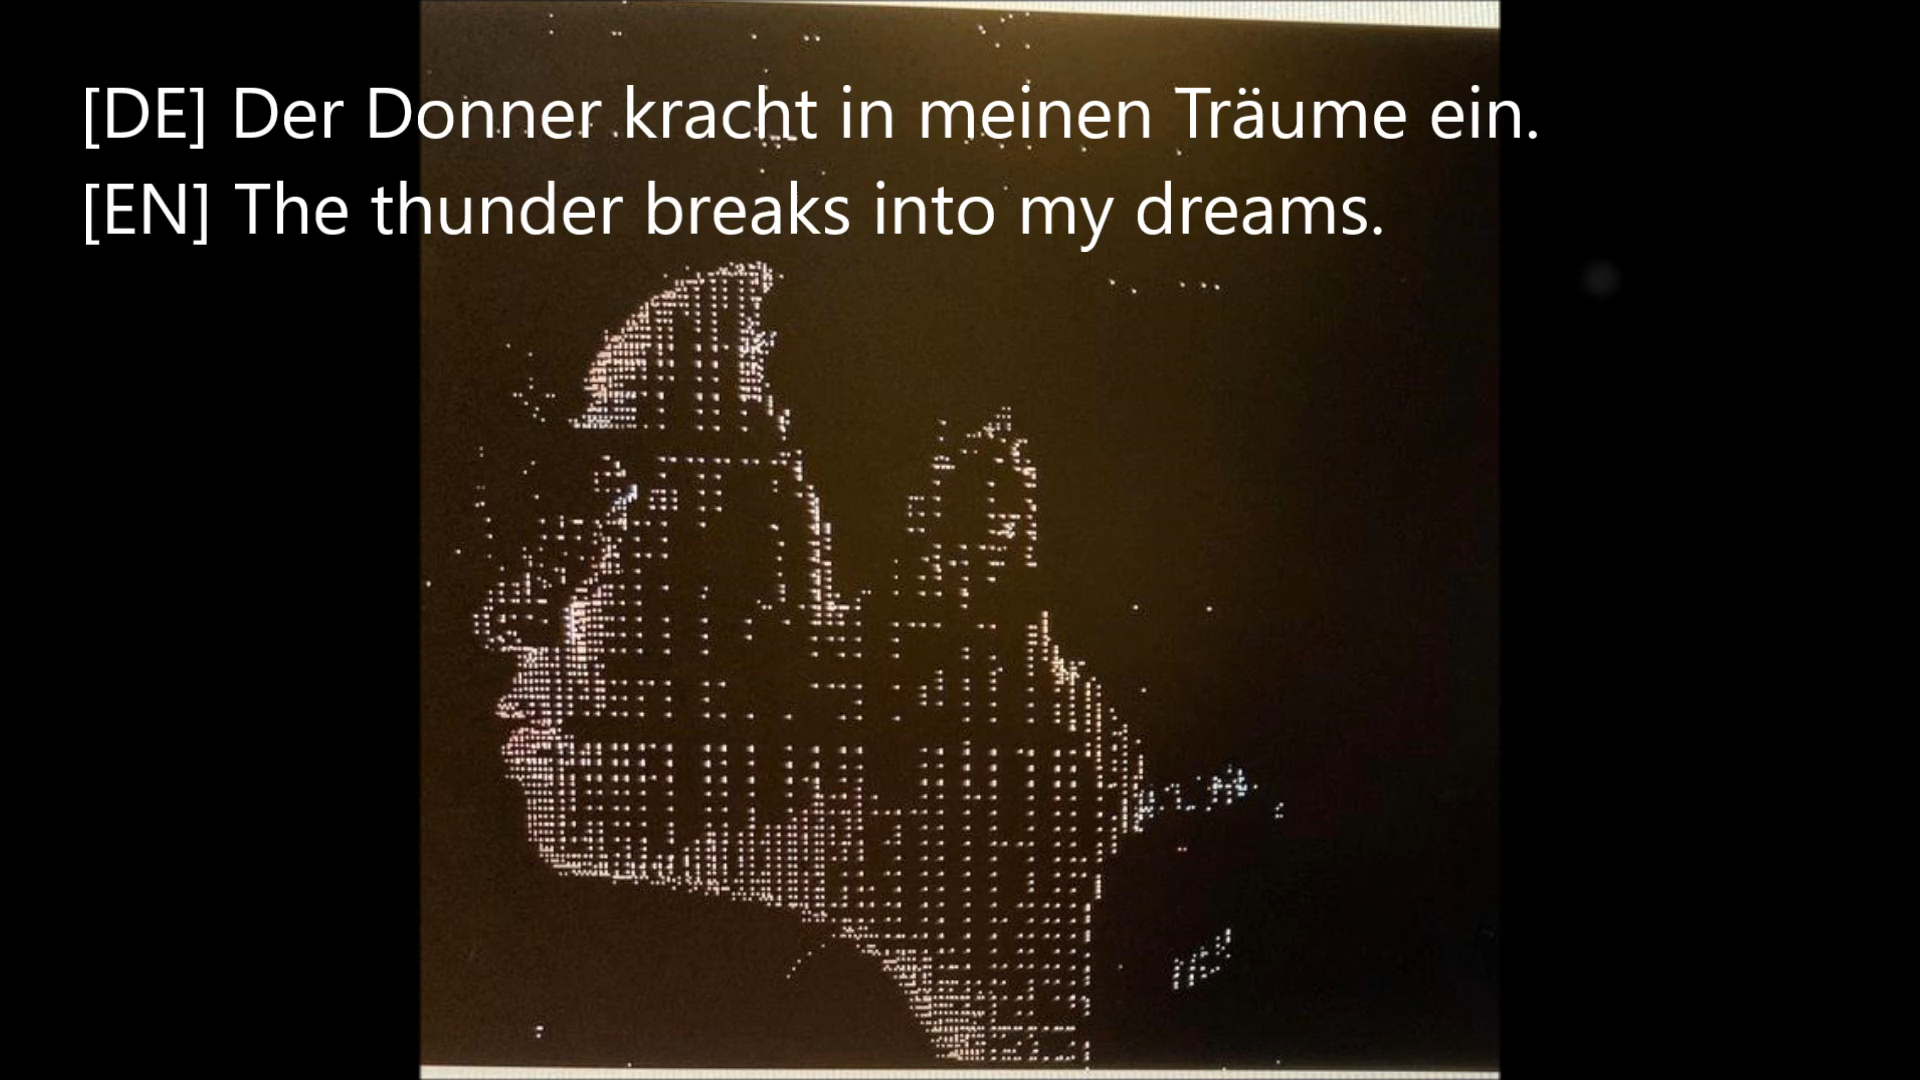 [DE] Der Donner kracht in meinen Träume ein.
[EN] The thunder breaks into my dreams.